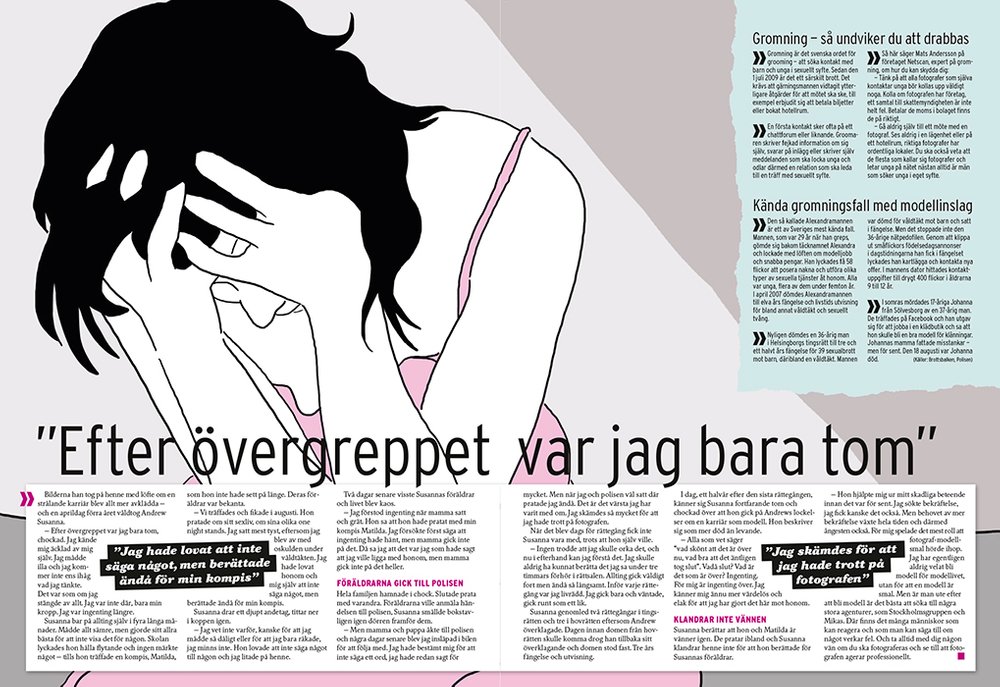 Gromning – så undviker du att drabbas
Gromning är det svenska ordet för
grooming – att söka kontakt med
barn och unga i sexuellt syfte. Sedan den
1 juli 2009 är det ett särskilt brott. Det
krävs att gärningsmannen vidtagit ytter-
ligare åtgärder för att mötet ska ske, till
exempel erbjudit sig att betala biljetter
eller bokat hotellrum.
En första kontakt sker ofta på ett
chattforum eller liknande. Groma-
ren skriver fejkad information om sig
själv, svarar på inlägg eller skriver själv
meddelanden som ska locka unga och
odlar därmed en relation som ska leda
till en träff med sexuellt syfte.
Så här säger Mats Andersson på
företaget Netscan, expert på grom-
ning, om hur du kan skydda dig:
– Tänk på att alla fotografer som själva
kontaktar unga bör kollas upp väldigt
noga. Kolla om fotografen har företag,
ett samtal till skattemyndigheten är inte
helt fel. Betalar de moms i bolaget finns
de på riktigt.
– Gå aldrig själv till ett möte med en
fotograf. Ses aldrig i en lägenhet eller på
ett hotellrum, riktiga fotografer har
ordentliga lokaler. Du ska också veta att
de flesta som kallar sig fotografer och
letar unga på nätet nästan alltid är män
som söker unga i eget syfte.
Kända gromningsfall med modellinslag
Den så kallade Alexandramannen
är ett av Sveriges mest kända fall.
Mannen, som var 29 år när han greps,
gömde sig bakom täcknamnet Alexandra
och lockade med löften om modelljobb
och snabba pengar. Han lyckades få 58
flickor att posera nakna och utföra olika
typer av sexuella tjänster åt honom. Alla
var unga, flera av dem under femton år.
I april 2007 dömdes Alexandramannen
till elva års fängelse och livstids utvisning
för bland annat våldtäkt och sexuellt
tvång.
Nyligen dömdes en 36-årig man
i Helsingborgs tingsrätt till tre och
ett halvt års fängelse för 39 sexualbrott
mot barn, däribland en våldtäkt. Mannen
var dömd för våldtäkt mot barn och satt
i fängelse. Men det stoppade inte den
36-årige nätpedofilen. Genom att klippa
ut småflickors födelsedagsannonser
i dagstidningarna han fick i fängelset
lyckades han kartlägga och kontakta nya
offer. I mannens dator hittades kontakt-
uppgifter till drygt 400 flickor i åldrarna
9 till 12 år.
I somras mördades 17-åriga Johanna
från Sölvesborg av en 37-årig man.
De träffades på Facebook och han utgav
sig för att jobba i en klädbutik och sa att
hon skulle bli en bra modell för klänningar.
Johannas mamma fattade misstankar –
men för sent. Den 18 augusti var Johanna
död. (Källor: Brottsbalken, Polisen)
”Efter övergreppet var jag bara tom”
Bilderna han tog på henne med löfte om en
strålande karriär blev allt mer avklädda –
och en aprildag förra året våldtog Andrew
Susanna.
– Efter övergreppet var jag bara tom,
chockad. Jag kände
mig äcklad av mig
själv. Jag mådde
illa och jag kom-
mer inte ens ihåg
vad jag tänkte.
Det var som om jag
stängde av allt. Jag var inte där, bara min
kropp. Jag var ingenting längre.
Susanna bar på allting själv i fyra långa må-
nader. Mådde allt sämre, men gjorde sitt allra
bästa för att det inte skulle synas. Skolan
lyckades hon hålla flytande och ingen märkte
något – tills hon träffade en kompis, Matilda,
”Jag hade lovat att inte
säga något, men berättade
ändå för min kompis”
som hon inte hade sett på länge. Deras för-
äldrar var bekanta.
– Vi träffades och fikade i augusti. Hon
pratade om sitt sexliv, om sina olika one
night stands. Jag satt mest tyst, eftersom jag
blev av med
oskulden under
våldtäkten. Jag
hade lovat
honom och
mig själv att inte
säga något, men
berättade ändå för min kompis.
Susanna drar ett djupt andetag, tittar ner
i koppen igen.
– Jag vet inte varför, kanske för att jag
mådde så dåligt eller för att jag bara råkade,
jag minns inte. Hon lovade att inte säga något
till någon och jag litade på henne.
Två dagar senare visste Susannas föräldrar
och livet blev kaos.
– Jag förstod ingenting när mamma satt
och grät. Hon sa att hon hade pratat med min
kompis Matilda. Jag försökte först säga att
ingenting hade hänt, men mamma gick inte
på det. Då sa jag att det var jag som hade sagt
att jag ville ligga med honom, men mamma
gick inte på det heller.
FÖRÄLDRARNA GICK TILL POLISEN
Hela familjen hamnade i chock. Slutade prata
med varandra. Föräldrarna ville anmäla hän-
delsen till polisen, Susanna smällde bokstav-
ligen igen dörren framför dem.
– Men mamma och pappa åkte till polisen
och några dagar senare blev jag insläpad i bilen
för att följa med. Jag hade bestämt mig för att
inte säga ett ord, jag hade redan sagt för
mycket. Men när jag och polisen väl satt där
pratade jag ändå. Det är det värsta jag har
varit med om. Jag skämdes så mycket för att
jag hade trott på fotografen.
När det blev dags för rättegång fick inte
Susanna vara med, trots att hon själv ville.
– Ingen trodde att jag skulle orka det, och
nu i efterhand kan jag förstå det. Jag skulle
aldrig ha kunnat berätta det jag sa under tre
timmars förhör i rättssalen. Allting gick väldigt
fort men ändå så långsamt. Inför varje rätte-
gång var jag livrädd. Jag gick bara och väntade,
gick runt som ett lik.
Susanna genomled två rättegångar i tings-
rätten och tre i hovrätten eftersom Andrew
överklagade. Dagen innan domen från hov-
rätten skulle komma drog han tillbaka sitt
överklagande och domen stod fast. Tre års
fängelse och utvisning.
I dag, ett halvår efter den sista rättegången,
känner sig Susanna fortfarande tom och
chockad över att hon gick på Andrews lockel-
ser om en karriär som modell. Hon beskriver
sig som död än så levande.
– Alla som över säger
”vad skönt att det är över
nu, vad bra att det äntligen
tog slut”. Vadå slut? Vad är
det som är över? Ingenting.
För mig är ingenting över. Jag
känner mig ännu mer värdelös och
elak för att jag har gjort det här mot honom.
KLANDRAR INTE VÄNNEN
Susanna berättar att hon och Matilda är
vänner igen. De pratar ibland och Susanna
klandrar henne inte för att hon berättade för
Susannas föräldrar.
”Jag skämdes för att
jag hade trott på
fotografen”
– Hon hjälpte mig ur mitt skadliga beteende
innan det var för sent. Jag sökte bekräftelse,
jag fick kanske det också. Men behovet av mer
bekräftelse växte hela tiden och därmed
ångesten också. För mig spelade det mest roll att
fotograf-modell-
smal hörde ihop.
Jag har egentligen
aldrig velat bli
modell för modellivet,
utan för att en modell är
smal. Men är man ute efter
att bli modell är det bästa att söka till några
stora agenturer, som Stockholmsgruppen och
Mikas. Där finns det många människor som
kan reagera och som man kan säga till om
något verkar fel. Och ta alltid med dig någon
vän om du ska fotograferas och se till att foto-
grafen agerar professionellt.